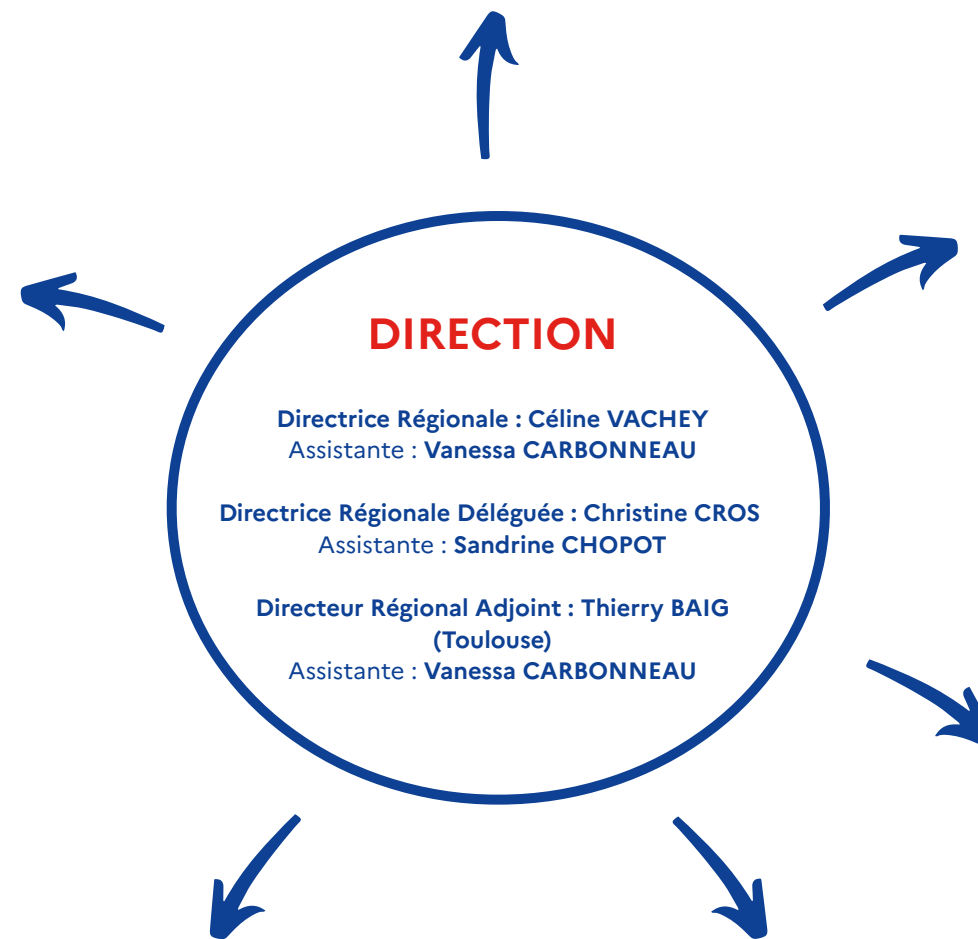 DIRECTION
Directrice Régionale : Céline VACHEY
Assistante : Vanessa CARBONNEAU
Directrice Régionale Déléguée : Christine CROS
Assistante : Sandrine CHOPOT
Directeur Régional Adjoint : Thierry BAIG
(Toulouse)
Assistante : Vanessa CARBONNEAU